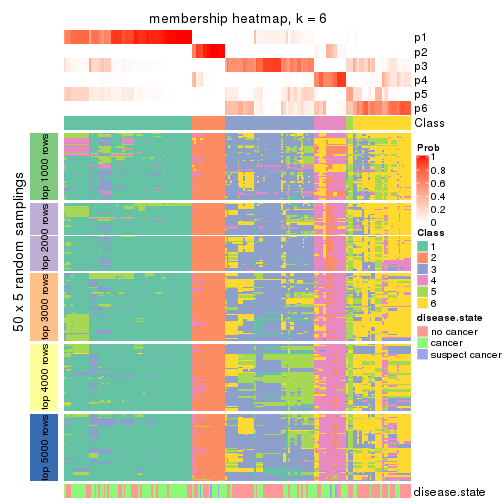 membership heatmap, k = 6
p1
p2
p3
p4
p5
p6
Class
50 x 5 random samplings
top 1000 rows
top 2000 rows
top 3000 rows
top 4000 rows
top 5000 rows
Prob
1
0.8
0.6
0.4
0.2
0
Class
1
2
3
4
5
6
disease.state
no cancer
cancer
suspect cancer
disease.state